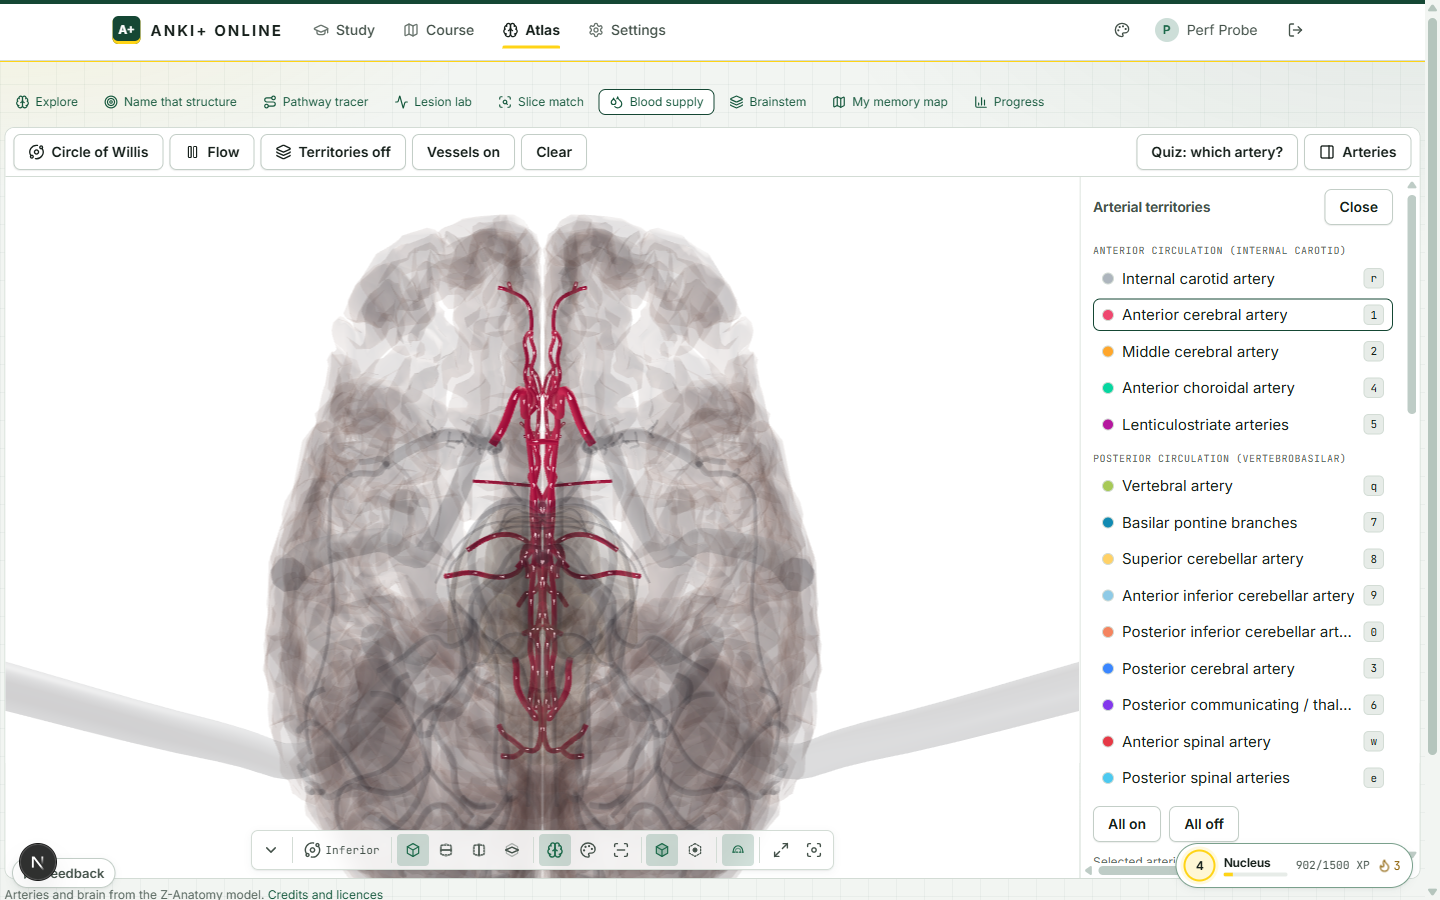 A+ ANKI+ ONLINE Study Course Atlas Settings P Perf Probe
Explore Name that structure Pathway tracer Lesion lab Slice match Blood supply Brainstem My memory map Progress
Circle of Willis Flow Territories off Vessels on Clear Quiz: which artery? Arteries
Arterial territories Close
ANTERIOR CIRCULATION (INTERNAL CAROTID)
Internal carotid artery r
Anterior cerebral artery 1
Middle cerebral artery 2
Anterior choroidal artery 4
Lenticulostriate arteries 5
POSTERIOR CIRCULATION (VERTEBROBASILAR)
Vertebral artery q
Basilar pontine branches 7
Superior cerebellar artery 8
Anterior inferior cerebellar artery 9
Posterior inferior cerebellar art... 0
Posterior cerebral artery 3
Posterior communicating / thal... 6
Anterior spinal artery w
Posterior spinal arteries e
All on All off
Selected arteri
Inferior
N eedback
4 Nucleus 902/1500 XP 3
Arteries and brain from the Z-Anatomy model. Credits and licences